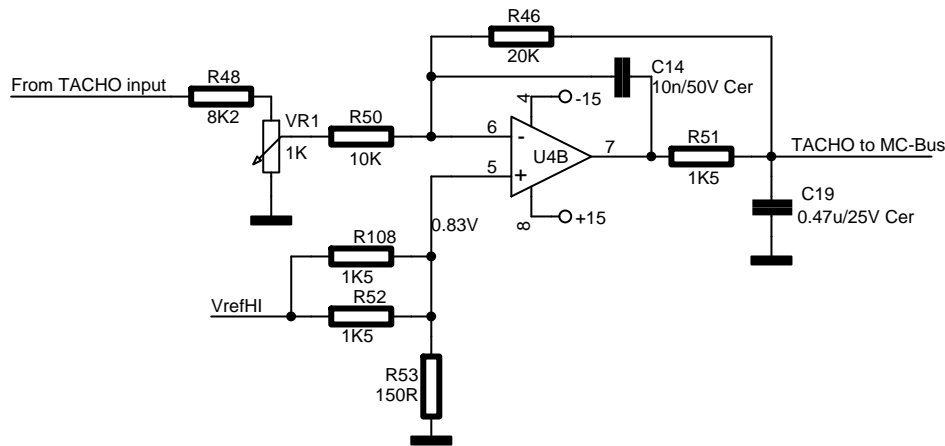 R46
20K
C14
10n/50V Cer
From TACHO input
R48
8K2
VR1
1K
R50
10K
4
-15
6
-
U4B
7
R51
1K5
TACHO to MC-Bus
5
+
8
+15
C19
0.47u/25V Cer
0.83V
R108
1K5
VrefHI
R52
1K5
R53
150R